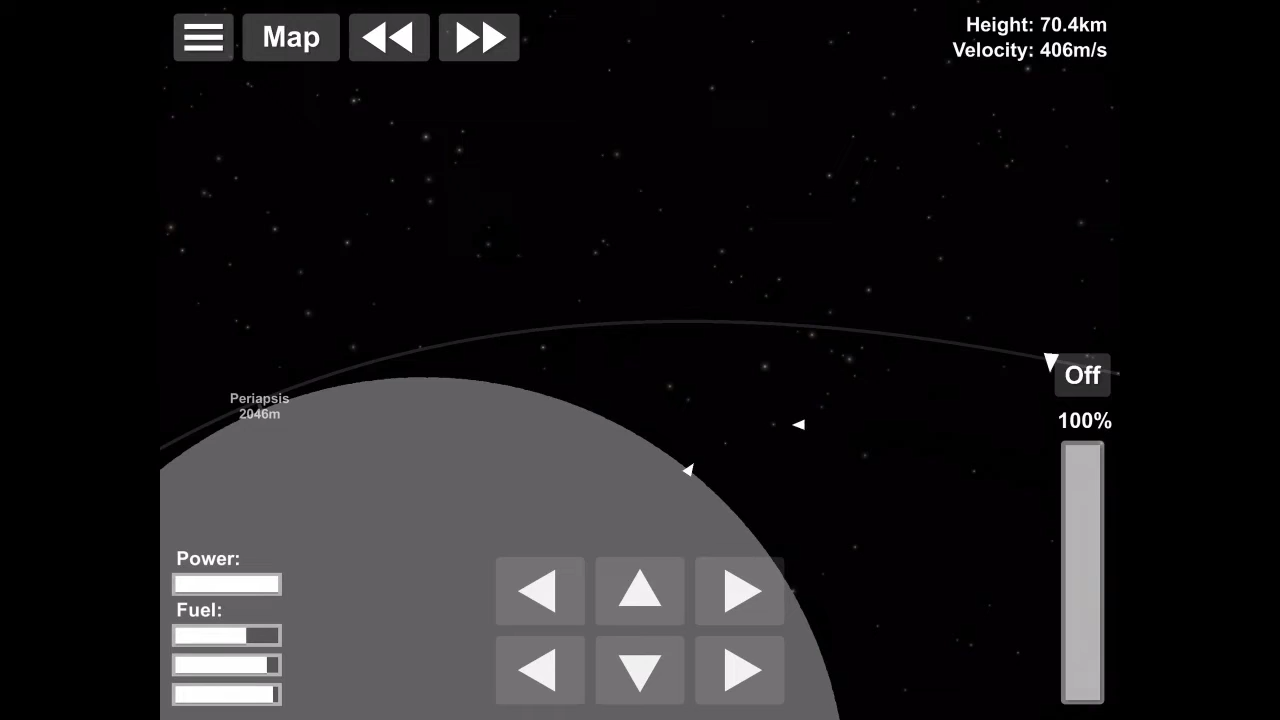 Map
Height: 70.4km
Velocity: 406m/s
Periapsis
2046m
Off
100%
Power:
Fuel: